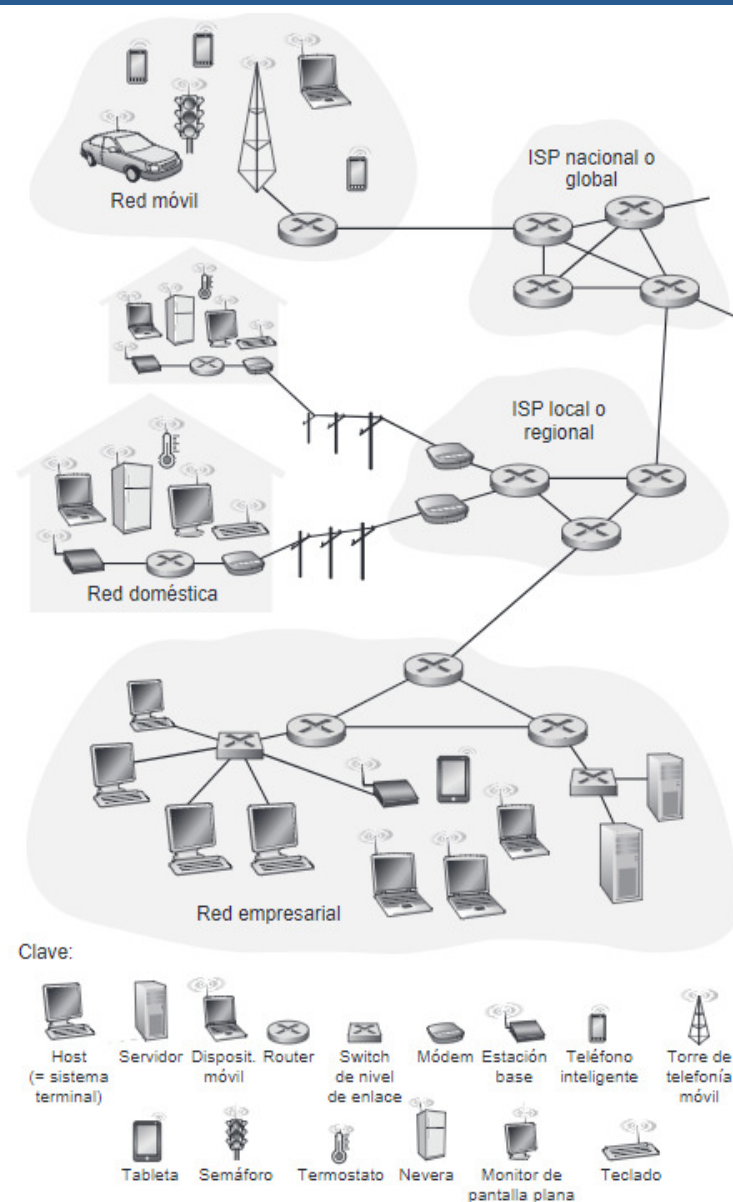 Red móvil
ISP nacional o
global
ISP local o
regional
Red doméstica
Red empresarial
Clave:
Host
(= sistema
terminal)
Servidor
Disposit.
móvil
Router
Switch
de nivel
de enlace
Módem
Estación
base
Teléfono
inteligente
Torre de
telefonía
móvil
Tableta
Semáforo
Termostato
Nevera
Monitor de
pantalla plana
Teclado